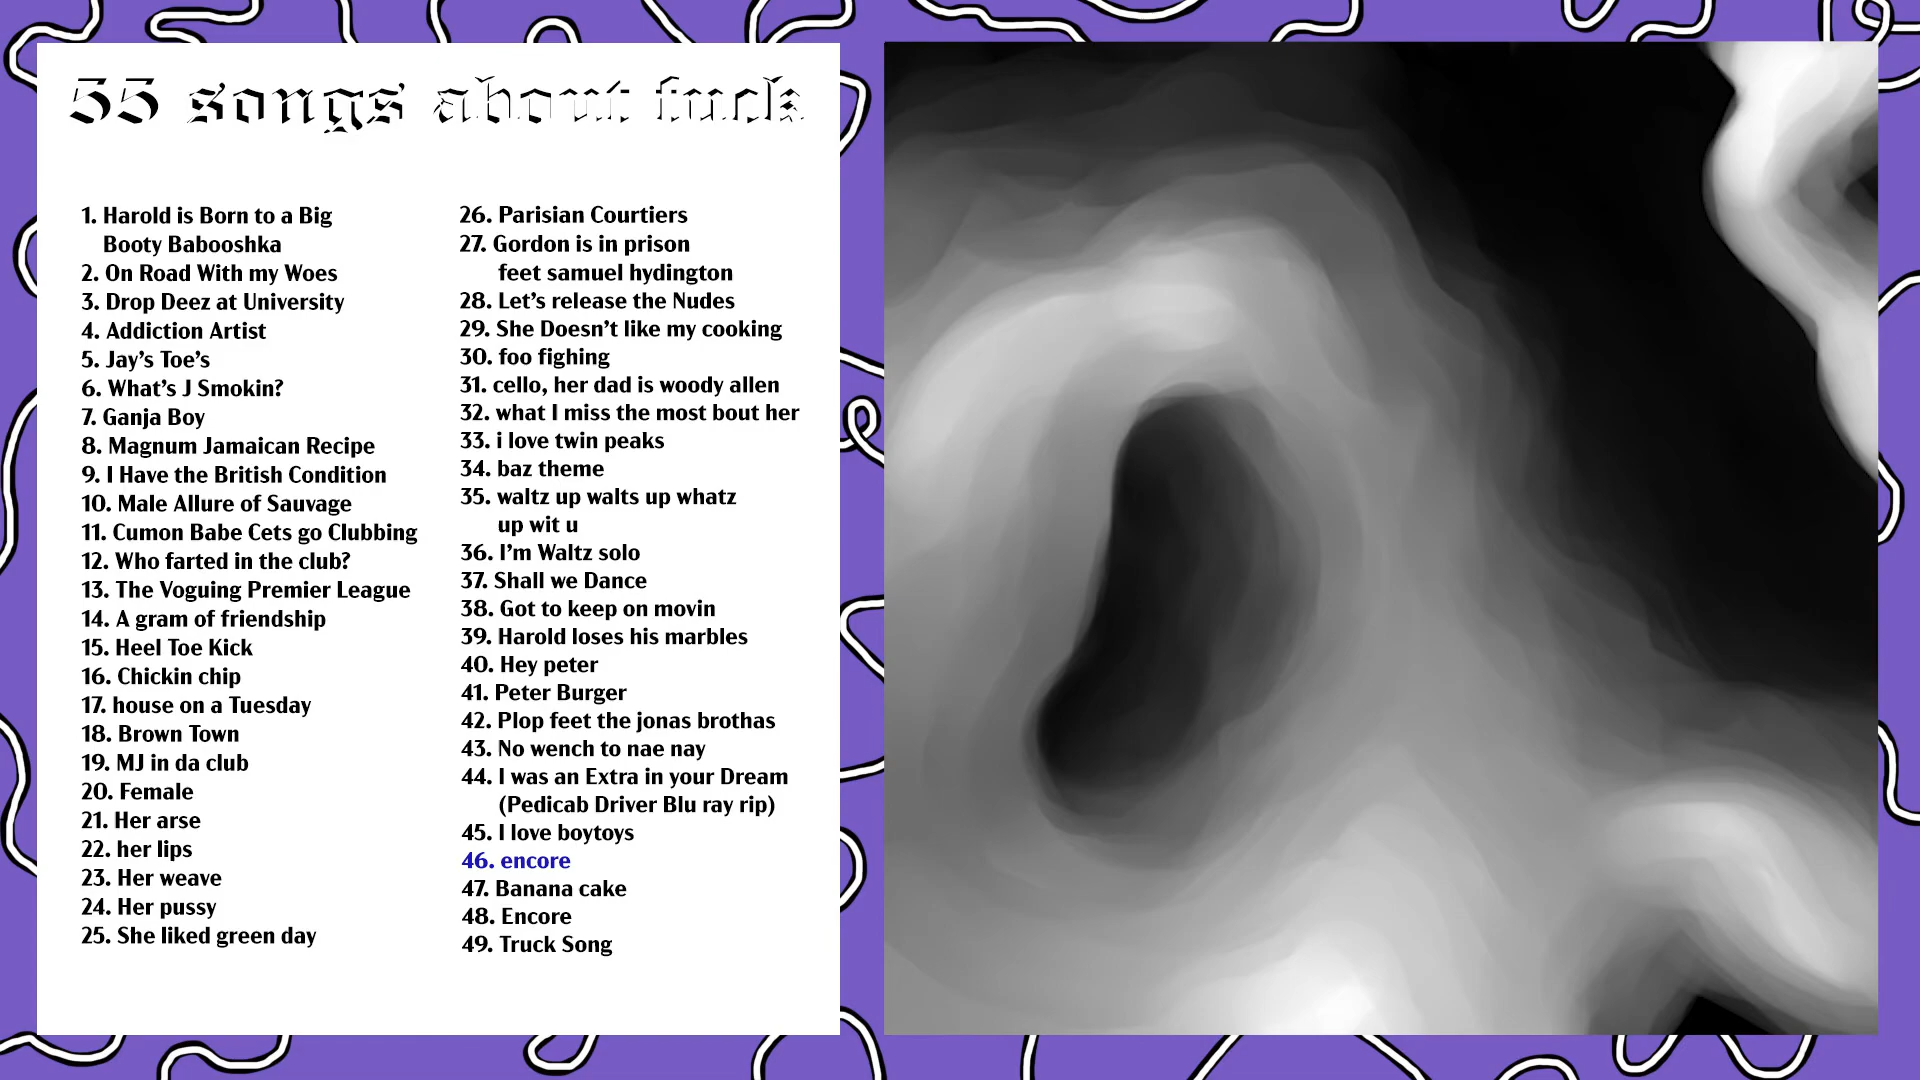 55 songs about fuck
1. Harold is Born to a Big
Booty Babooshka
2. On Road With my Woes
3. Drop Deez at University
4. Addiction Artist
5. Jay’s Toe’s
6. What’s J Smokin?
7. Ganja Boy
8. Magnum Jamaican Recipe
9. I Have the British Condition
10. Male Allure of Sauvage
11. Cumon Babe Cets go Clubbing
12. Who farted in the club?
13. The Voguing Premier League
14. A gram of friendship
15. Heel Toe Kick
16. Chickin chip
17. house on a Tuesday
18. Brown Town
19. MJ in da club
20. Female
21. Her arse
22. her lips
23. Her weave
24. Her pussy
25. She liked green day
26. Parisian Courtiers
27. Gordon is in prison
feet samuel hydington
28. Let’s release the Nudes
29. She Doesn’t like my cooking
30. foo fighing
31. cello, her dad is woody allen
32. what I miss the most bout her
33. i love twin peaks
34. baz theme
35. waltz up walts up whatz
up wit u
36. I’m Waltz solo
37. Shall we Dance
38. Got to keep on movin
39. Harold loses his marbles
40. Hey peter
41. Peter Burger
42. Plop feet the jonas brothas
43. No wench to nae nay
44. I was an Extra in your Dream
(Pedicab Driver Blu ray rip)
45. I love boytoys
46. encore
47. Banana cake
48. Encore
49. Truck Song